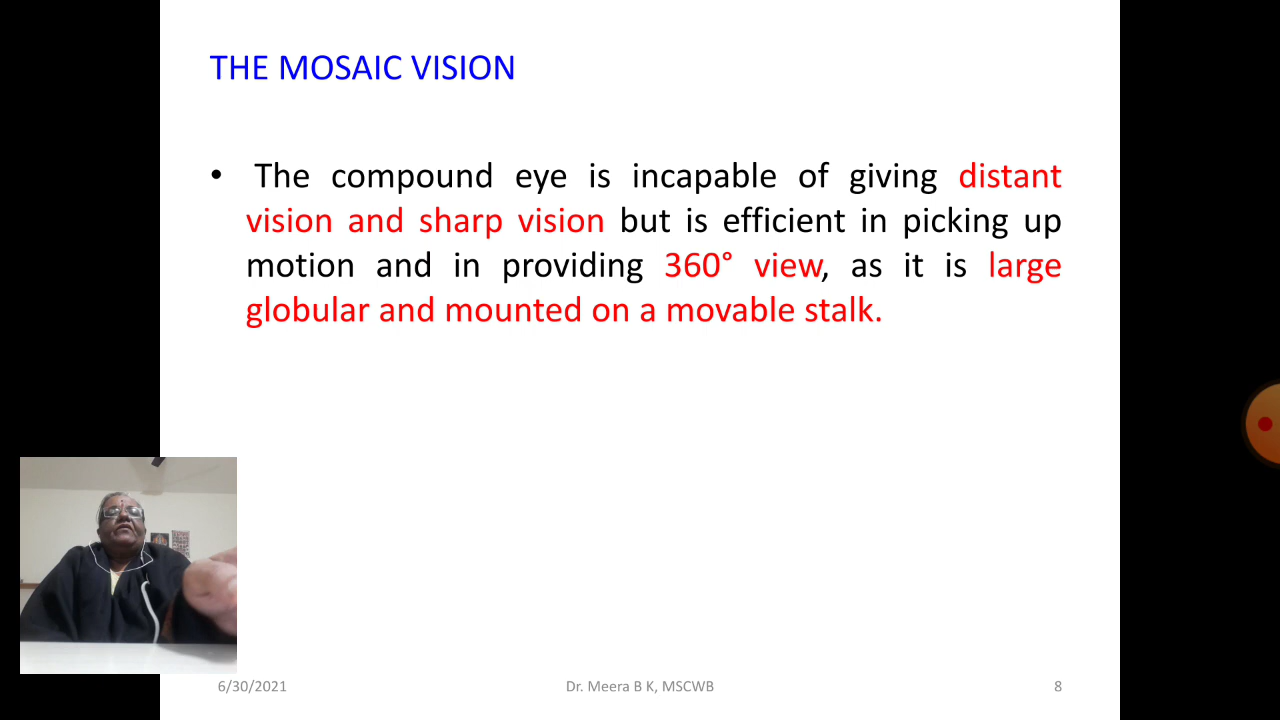 THE MOSAIC VISION
• The compound eye is incapable of giving distant
vision and sharp vision but is efficient in picking up
motion and in providing 360° view, as it is large
globular and mounted on a movable stalk.
6/30/2021
Dr. Meera B K, MSCWB
8